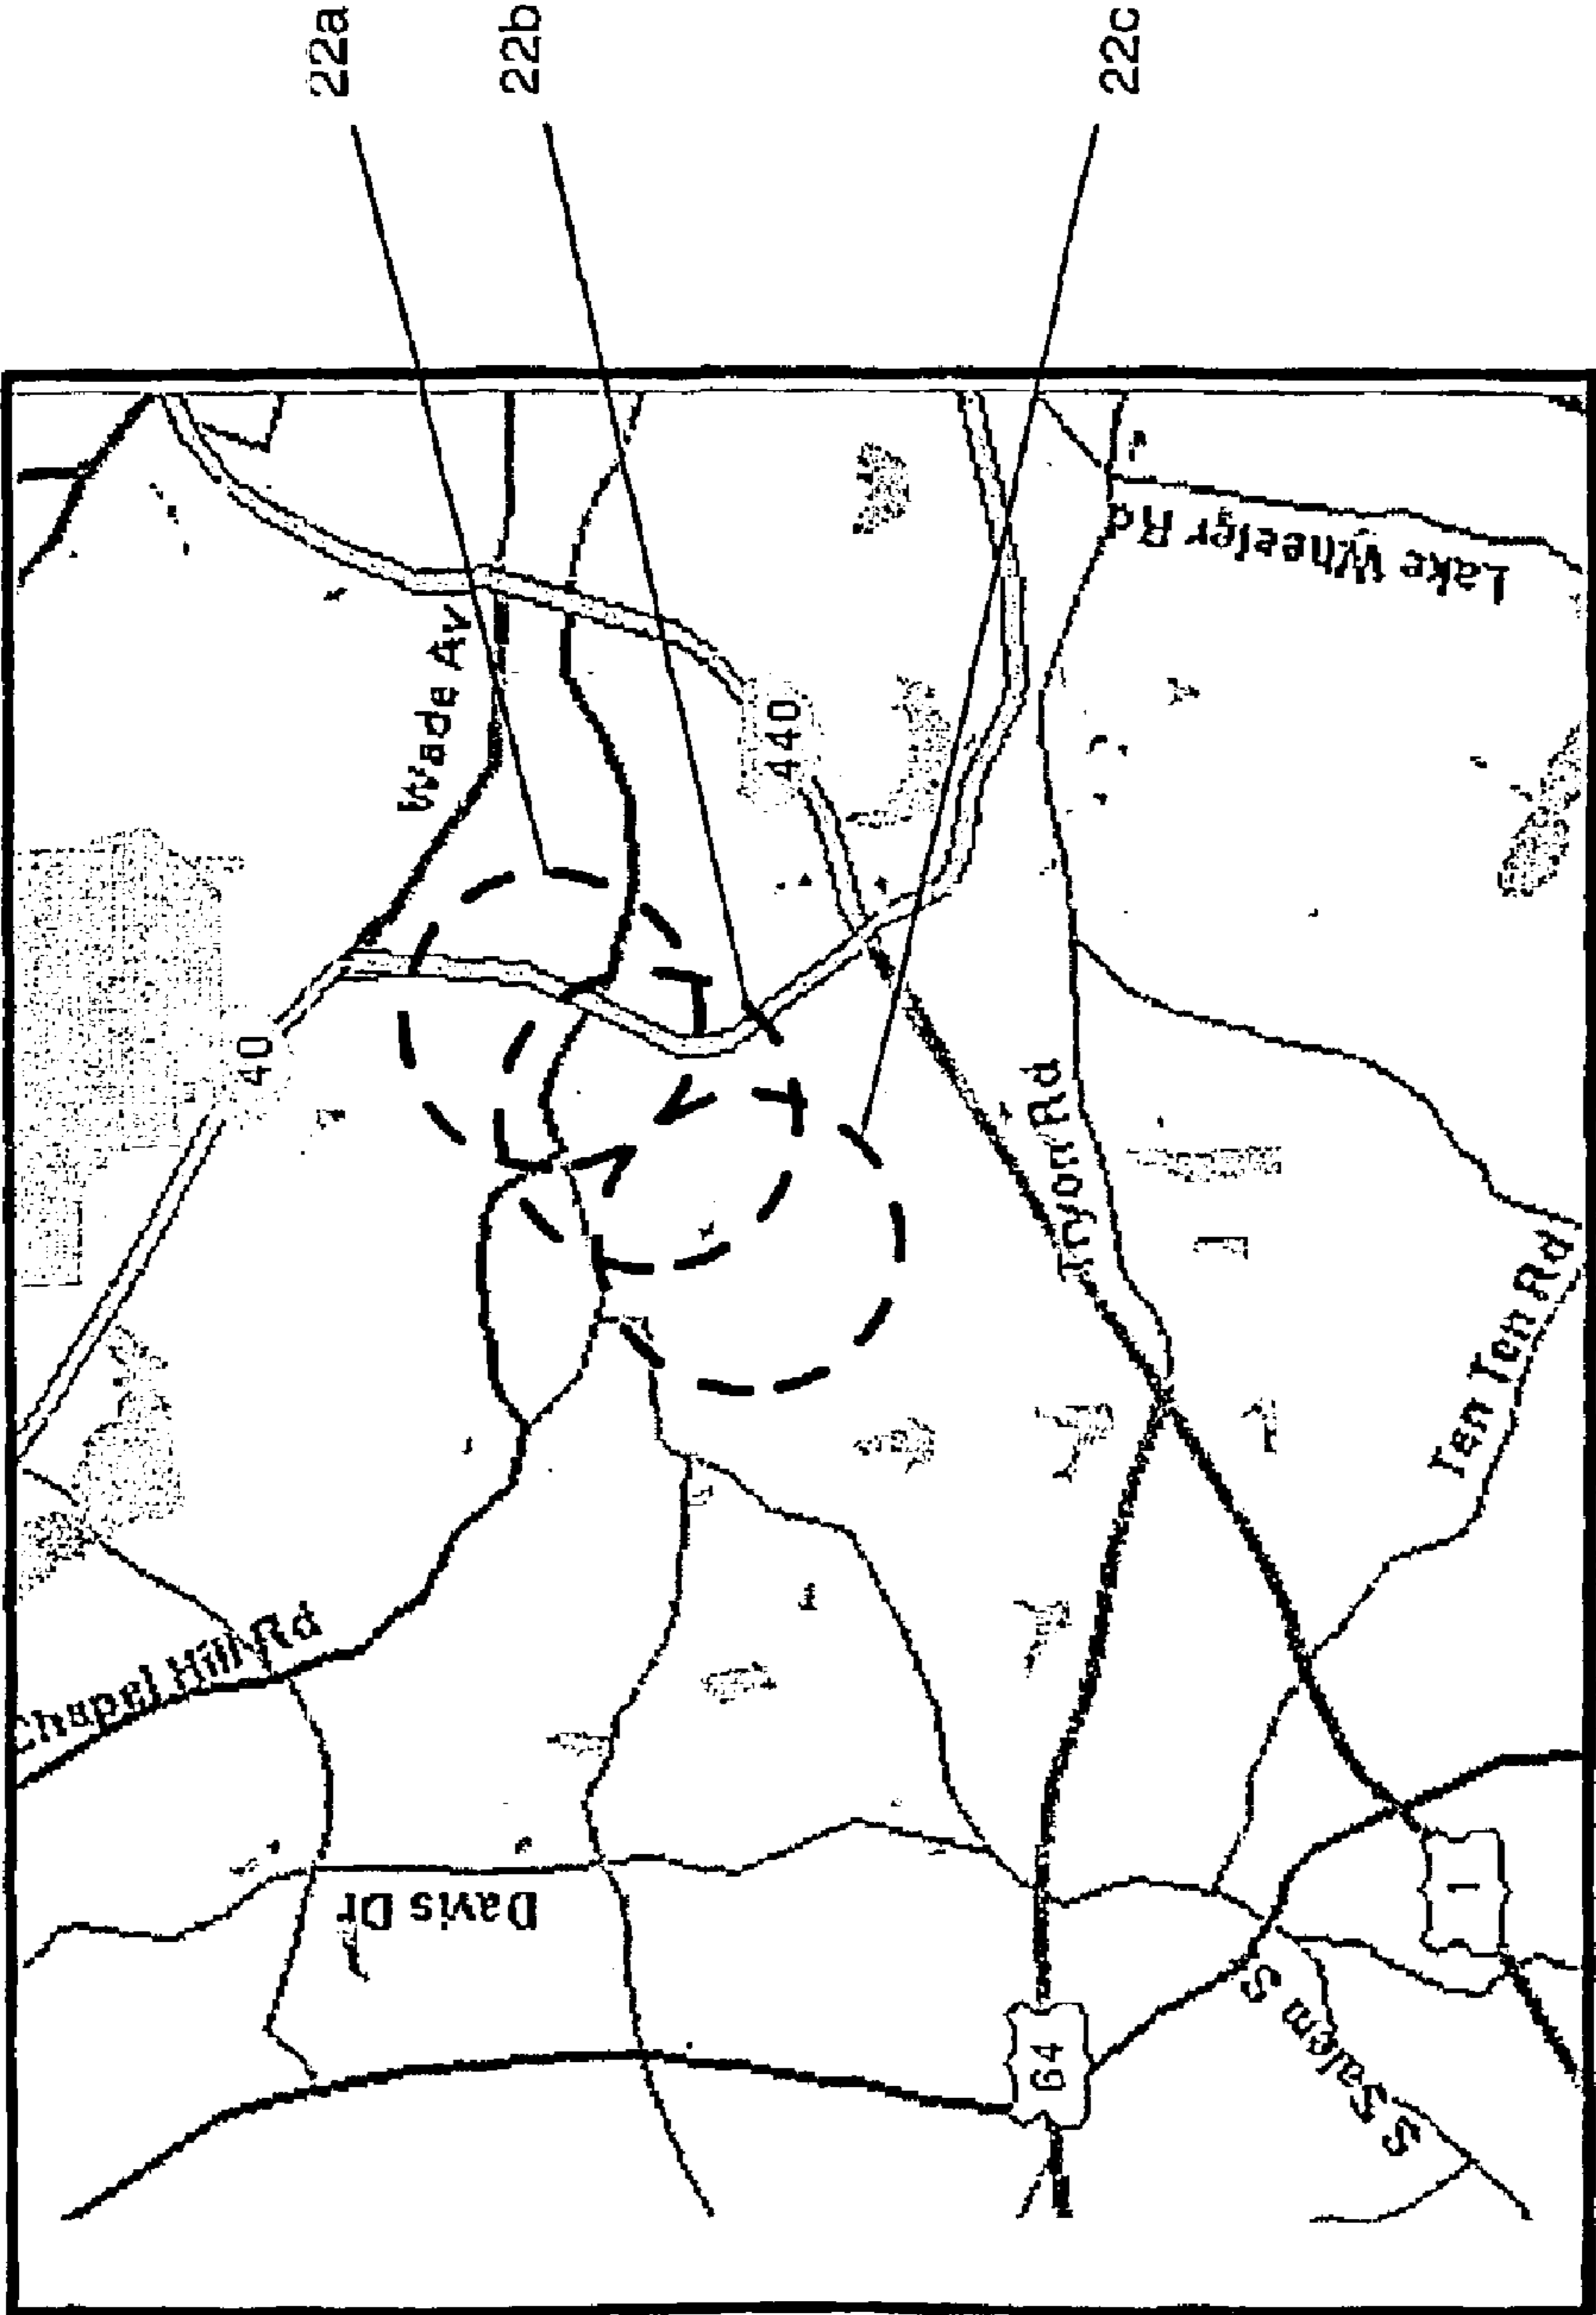 22a
22b
22c
Wade Av
40
440
Lake Wheeler Rd
Tryon Rd
Ten Ten Rd
Chapel Hill Rd
Davis Dr
64
1
S Salem S